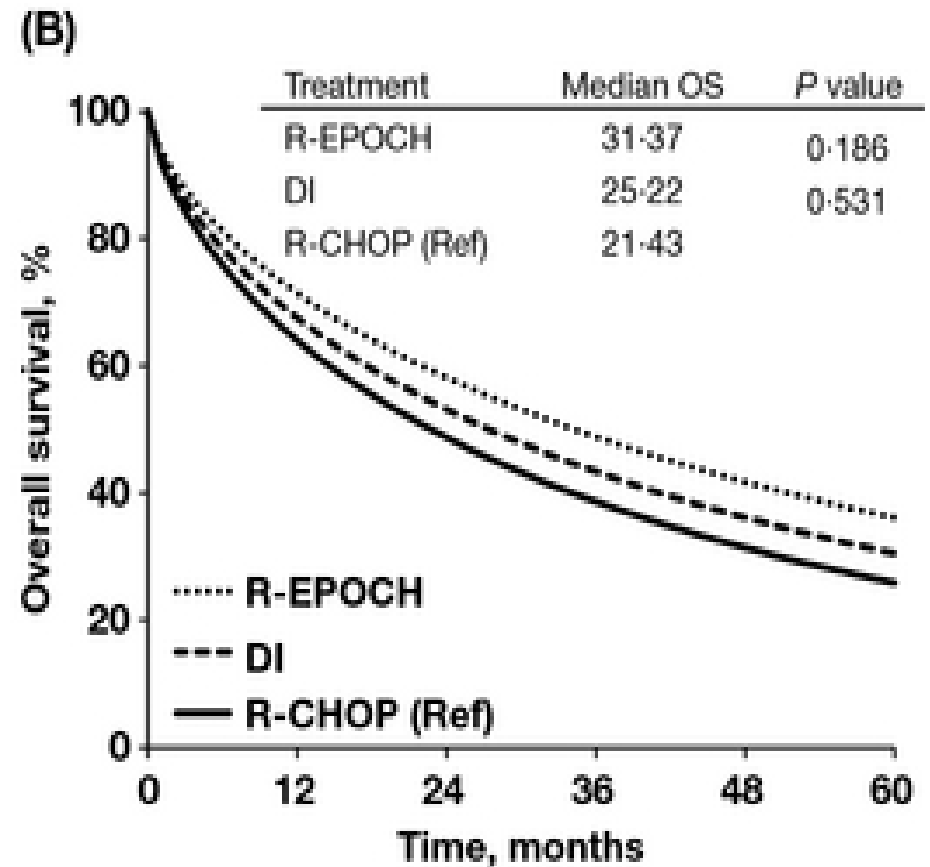 (B)
Treatment Median OS P value
R-EPOCH 31·37 0·186
DI 25·22 0·531
R-CHOP (Ref) 21·43
100
80
60
40
20
0
Overall survival, %
R-EPOCH
DI
R-CHOP (Ref)
0 12 24 36 48 60
Time, months